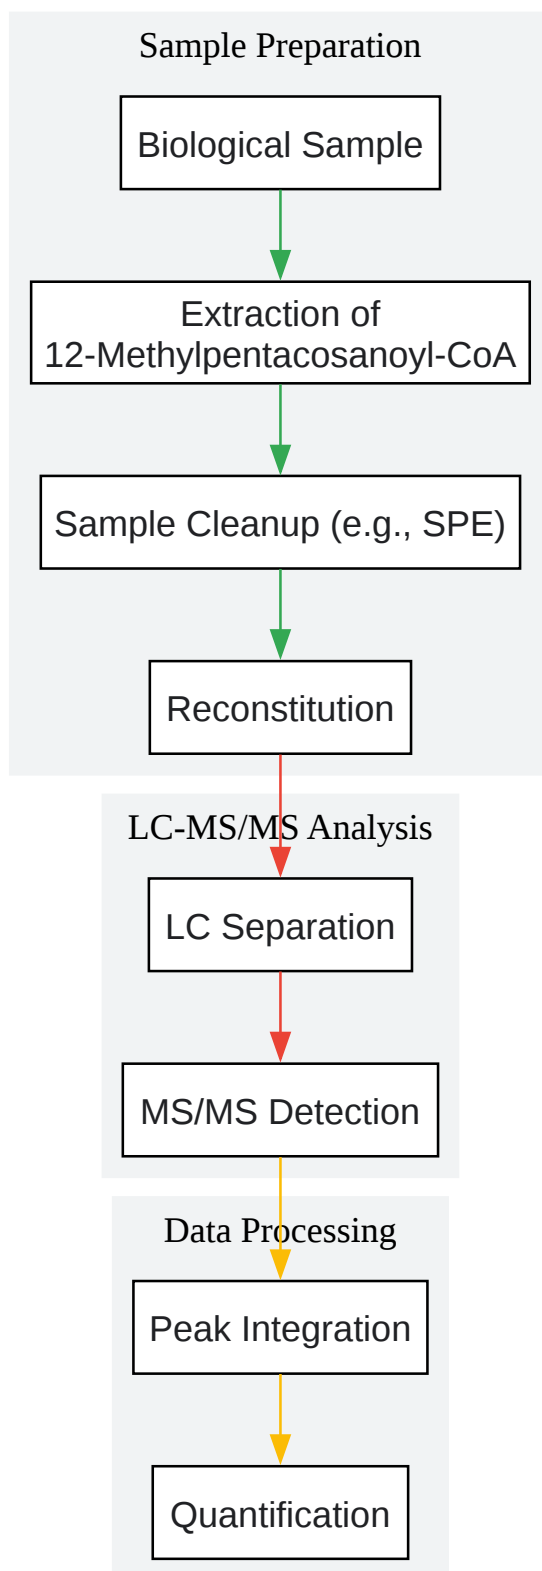 Sample Preparation
Biological Sample
Extraction of
12-Methylpentacosanoyl-CoA
Sample Cleanup (e.g., SPE)
Reconstitution
LC-MS/MS Analysis
LC Separation
MS/MS Detection
Data Processing
Peak Integration
Quantification